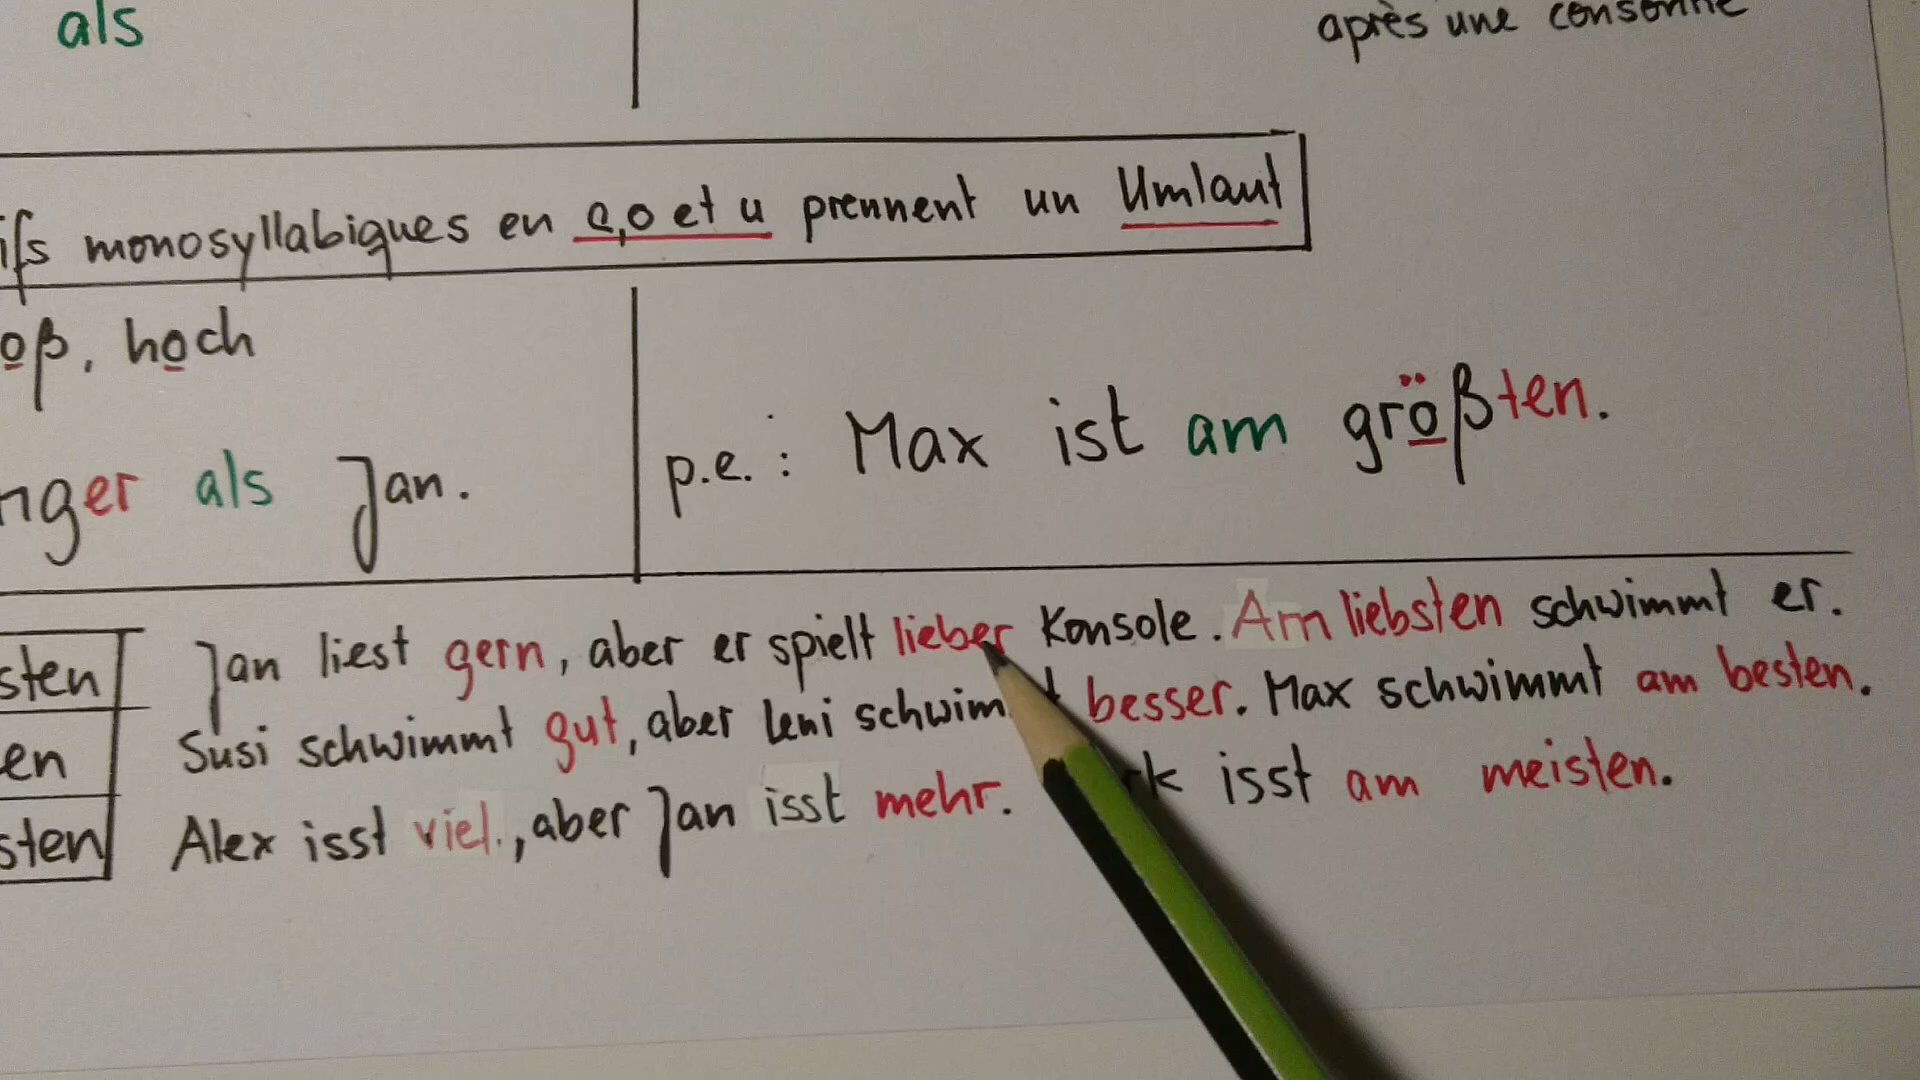 als
après une consonne
ifs monosyllabiques en a,o et u prennent un Umlaut
oß, hoch
nger als Jan.
p.e.: Max ist am größten.
sten
Jan liest gern, aber er spielt lieber Konsole. Am liebsten schwimmt er.
en
Susi schwimmt gut, aber Leni schwimmt besser. Max schwimmt am besten.
sten
Alex isst viel, aber Jan isst mehr. rk isst am meisten.